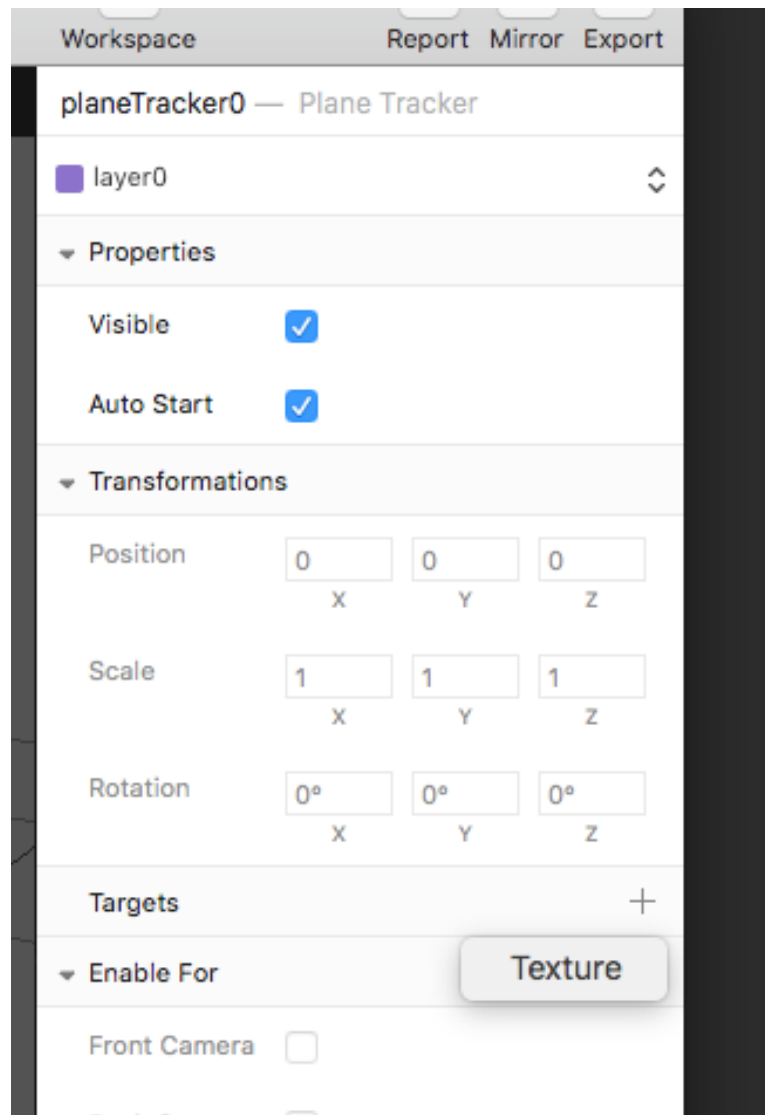 Workspace Report Mirror Export
planeTracker0 — Plane Tracker
layer0
Properties
Visible
Auto Start
Transformations
Position 0 0 0
X Y Z
Scale 1 1 1
X Y Z
Rotation 0° 0° 0°
X Y Z
Targets
Enable For
Texture
Front Camera